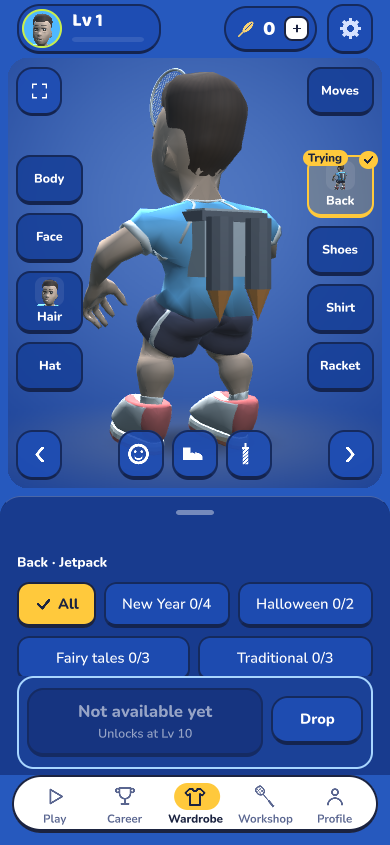 Lv 1
0
+
Moves
Trying
Back
Body
Face
Shoes
Hair
Shirt
Hat
Racket
Back · Jetpack
All
New Year 0/4
Halloween 0/2
Fairy tales 0/3
Traditional 0/3
Not available yet
Unlocks at Lv 10
Drop
Play
Career
Wardrobe
Workshop
Profile